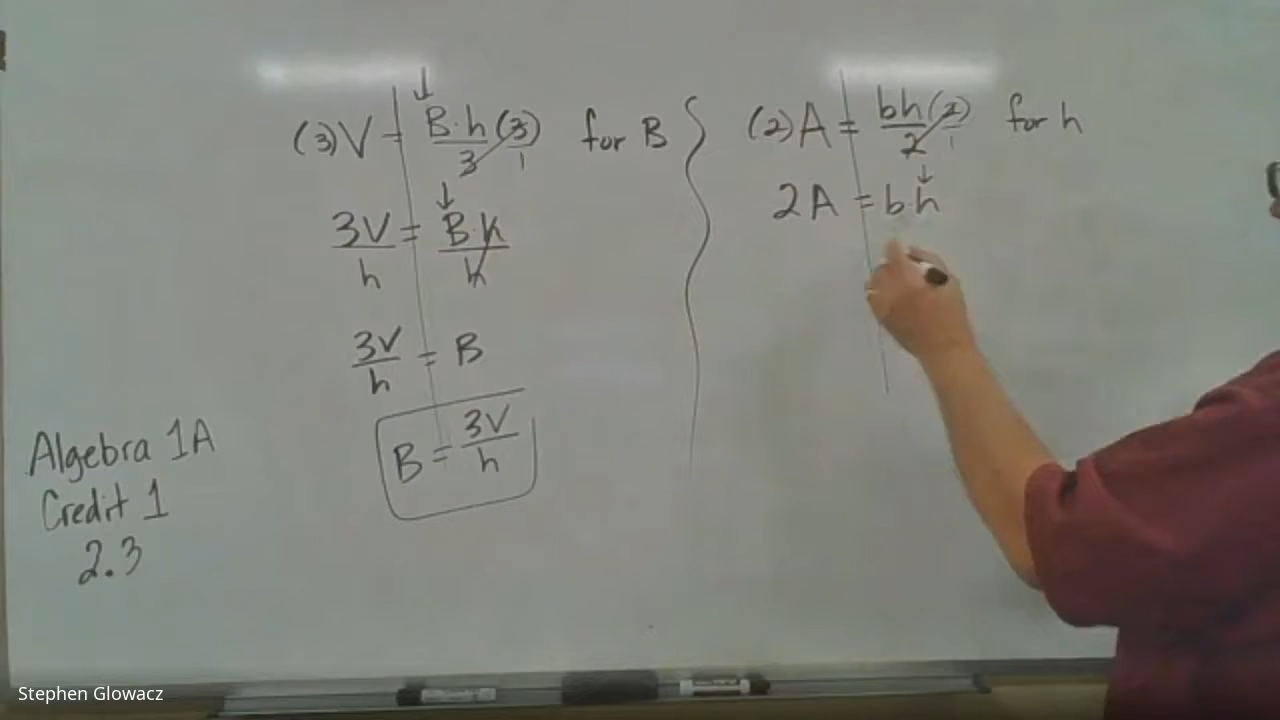 (3)V = B·h/3 (3)/1 for B
3V/h = B·h/h
3V/h = B
B = 3V/h
(2)A = bh/2 (2)/1 for h
2A = b·h
Algebra 1A
Credit 1
2.3
Stephen Glowacz